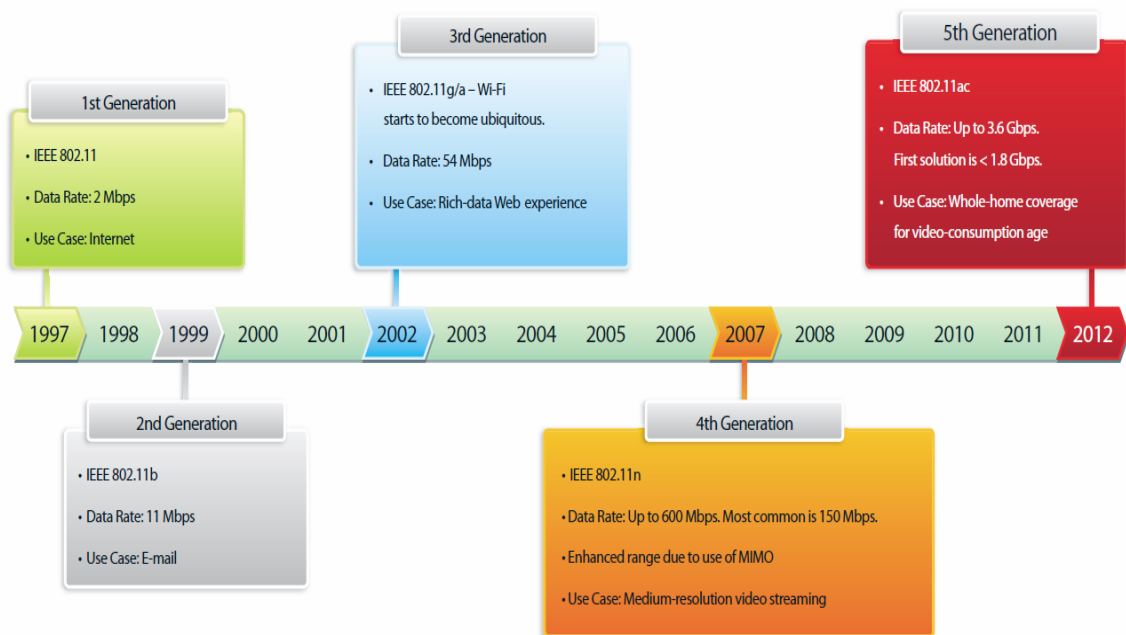 3rd Generation
• IEEE 802.11g/a – Wi-Fi
starts to become ubiquitous.
• Data Rate: 54 Mbps
• Use Case: Rich-data Web experience
5th Generation
• IEEE 802.11ac
• Data Rate: Up to 3.6 Gbps.
First solution is < 1.8 Gbps.
• Use Case: Whole-home coverage
for video-consumption age
1st Generation
• IEEE 802.11
• Data Rate: 2 Mbps
• Use Case: Internet
1997 1998 1999 2000 2001 2002 2003 2004 2005 2006 2007 2008 2009 2010 2011 2012
2nd Generation
• IEEE 802.11b
• Data Rate: 11 Mbps
• Use Case: E-mail
4th Generation
• IEEE 802.11n
• Data Rate: Up to 600 Mbps. Most common is 150 Mbps.
• Enhanced range due to use of MIMO
• Use Case: Medium-resolution video streaming